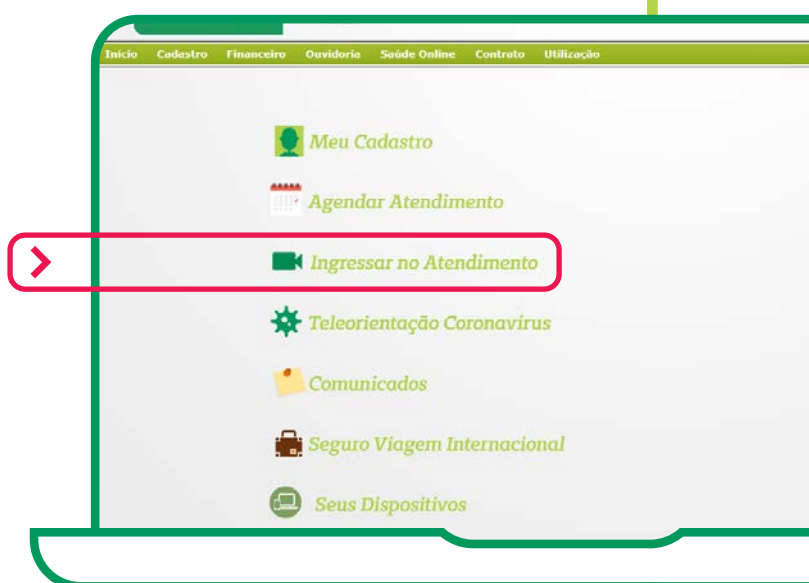 Início Cadastro Financeiro Ouvidoria Saúde Online Contrato Utilização
Meu Cadastro
Agendar Atendimento
Ingressar no Atendimento
Teleorientação Coronavírus
Comunicados
Seguro Viagem Internacional
Seus Dispositivos